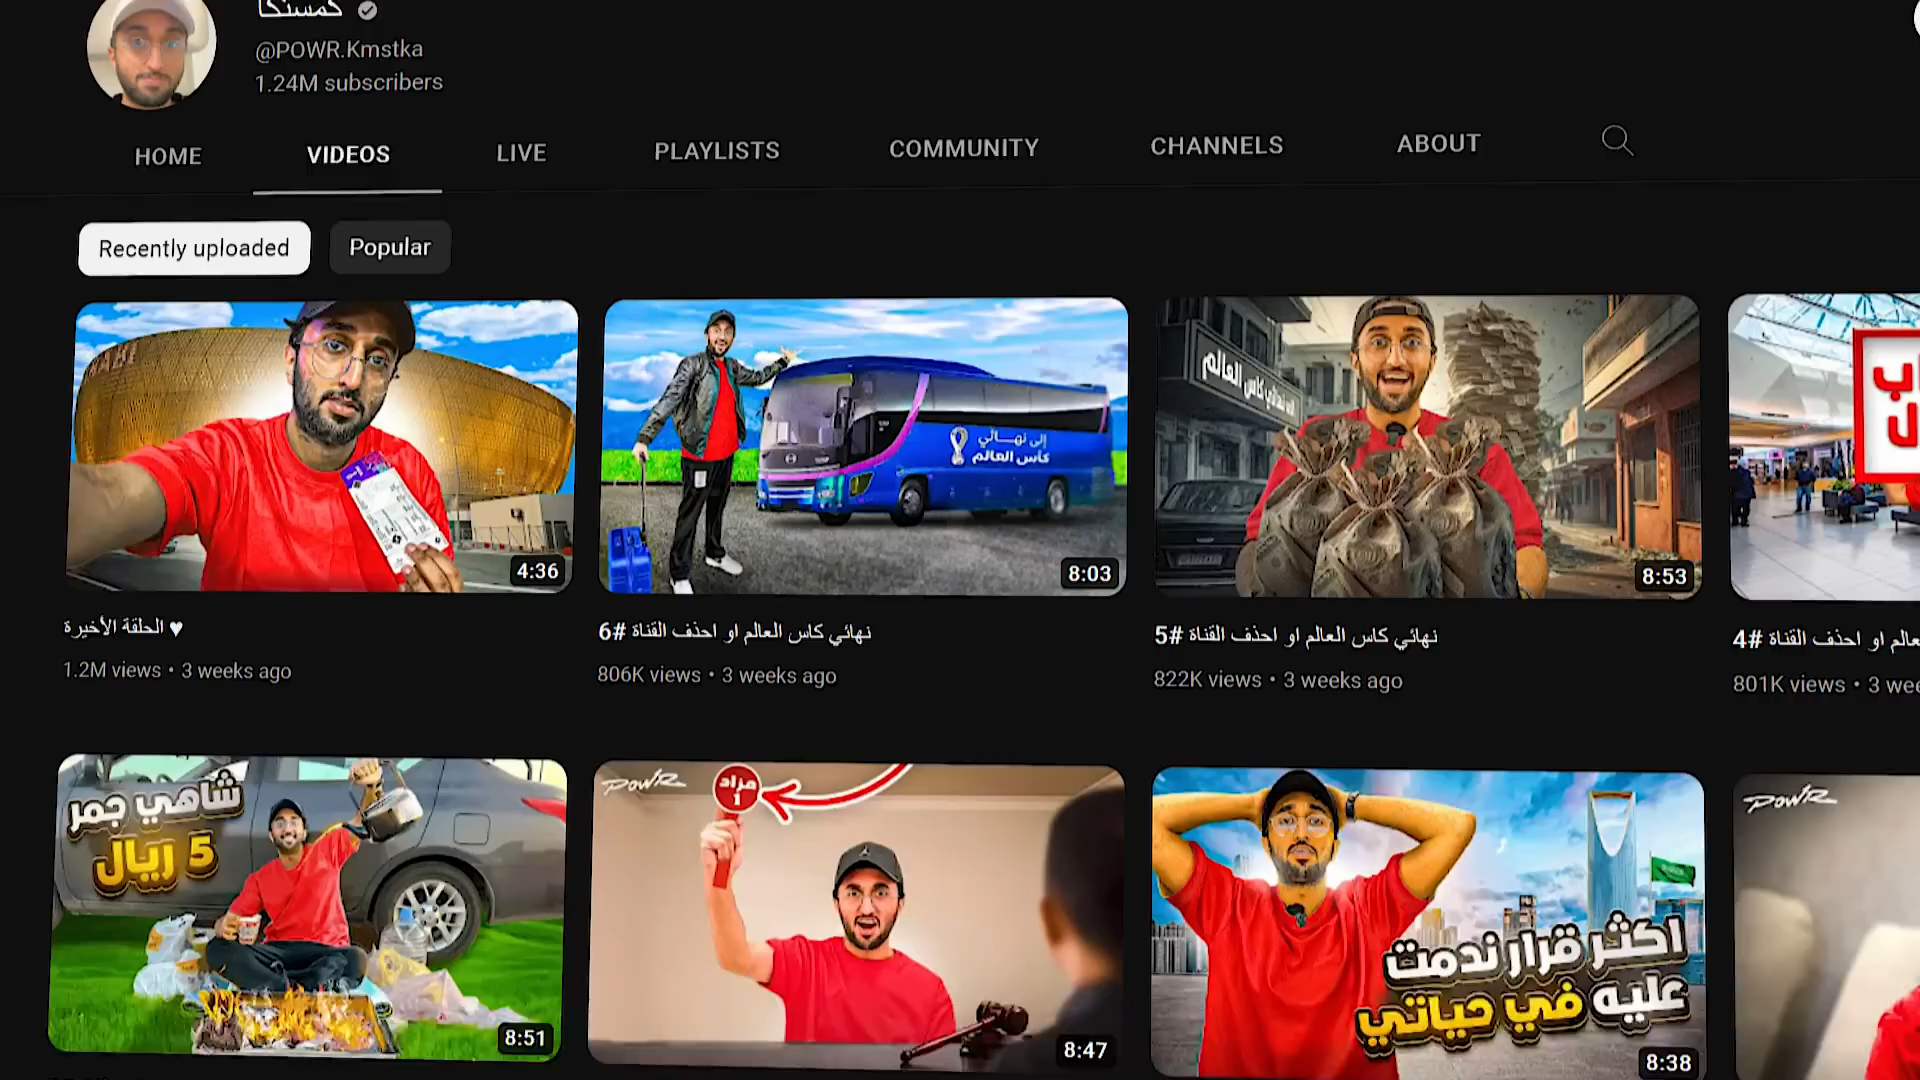 كمستكا
@POWR.Kmstka
1.24M subscribers
HOME
VIDEOS
LIVE
PLAYLISTS
COMMUNITY
CHANNELS
ABOUT
Recently uploaded
Popular
إلى نهائي
كاس العالم
4:36
8:03
8:53
الحلقة الأخيرة ♥
1.2M views • 3 weeks ago
نهائي كاس العالم او احذف القناة #6
806K views • 3 weeks ago
نهائي كاس العالم او احذف القناة #5
822K views • 3 weeks ago
او احذف القناة #4
801K views • 3
شاهي جمر
5 ريال
8:51
POWR
مزاد
1
8:47
اكثر قرار ندمت
عليه في حياتي
8:38
POWR